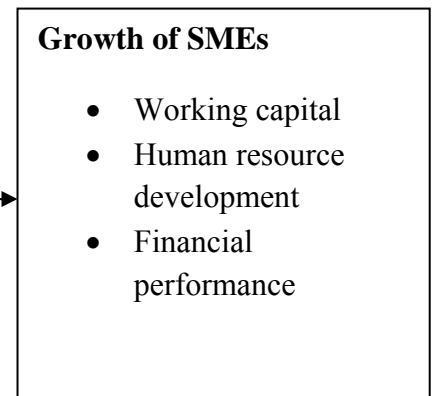 Growth of SMEs
• Working capital
• Human resource
development
• Financial
performance